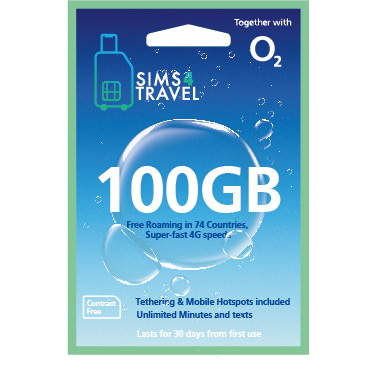 Together with
O2
SIMS4
TRAVEL
100GB
Free Roaming in 74 Countries,
Super-fast 4G speeds.
Contract
Free
Tethering & Mobile Hotspots included
Unlimited Minutes and texts
Lasts for 30 days from first use